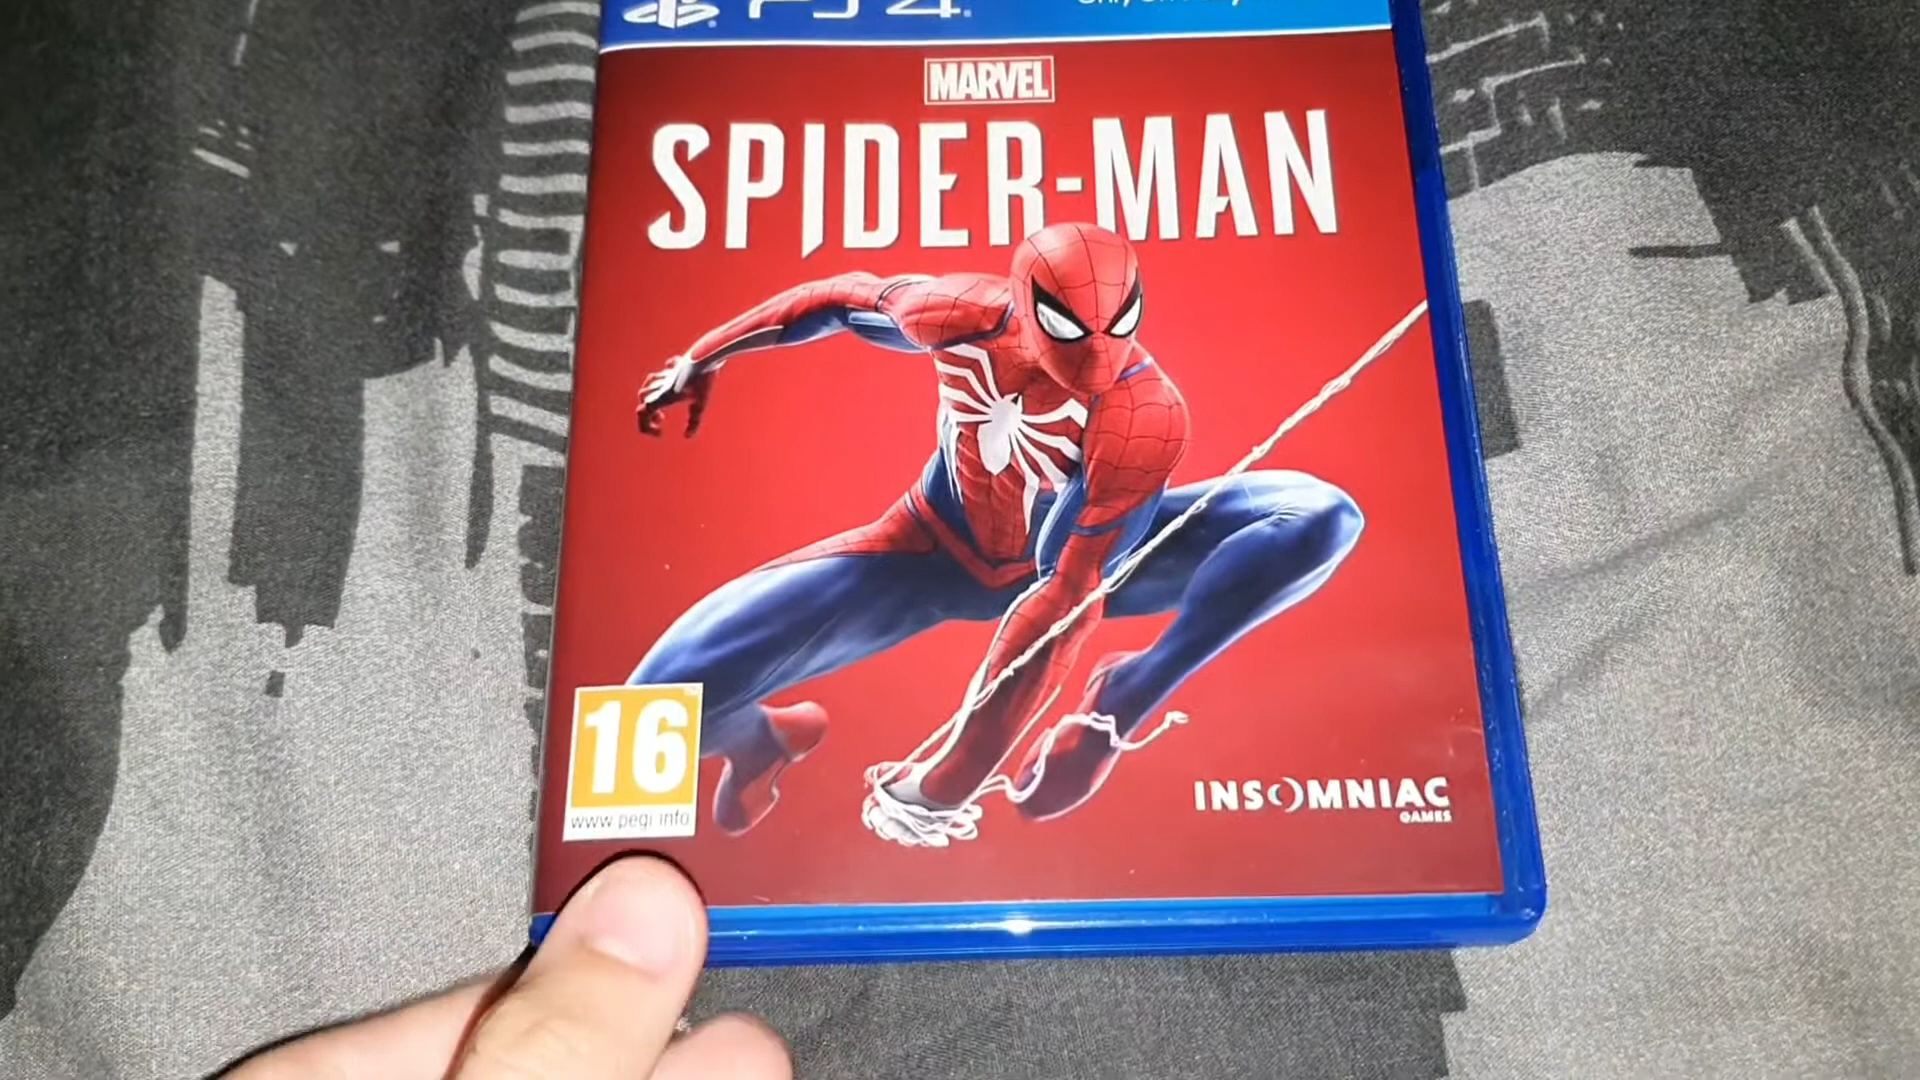 PS4
MARVEL
SPIDER-MAN
16
www.pegi.info
INSOMNIAC
GAMES